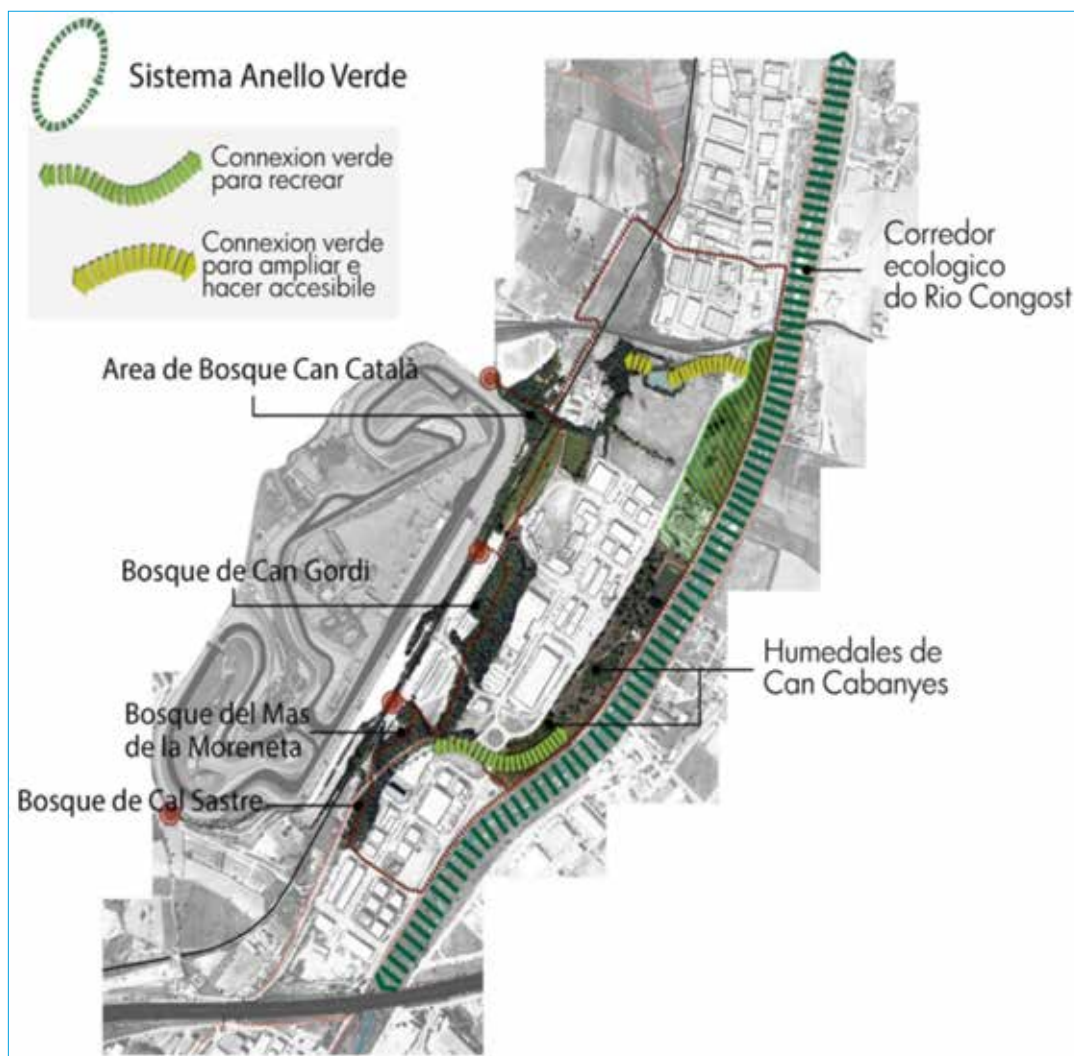 Sistema Anello Verde
Connexion verde
para recrear
Connexion verde
para ampliar e
hacer accesibile
Corredor
ecologico
do Rio Congost
Area de Bosque Can Català
Bosque de Can Gordi
Humedales de
Can Cabanyes
Bosque del Mas
de la Moreneta
Bosque de Cal Sastre